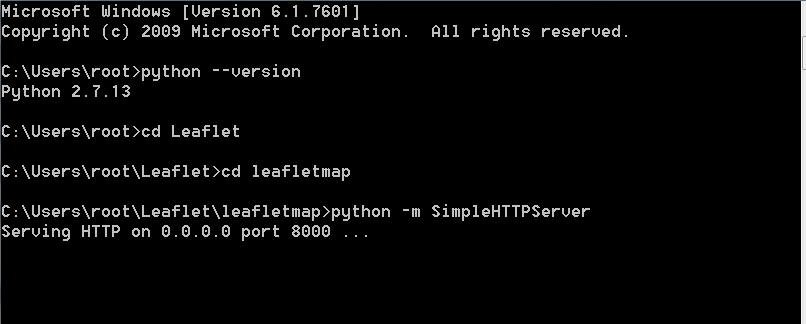 Microsoft Windows [Version 6.1.7601]
Copyright (c) 2009 Microsoft Corporation.  All rights reserved.
C:\Users\root>python --version
Python 2.7.13
C:\Users\root>cd Leaflet
C:\Users\root\Leaflet>cd leafletmap
C:\Users\root\Leaflet\leafletmap>python -m SimpleHTTPServer
Serving HTTP on 0.0.0.0 port 8000 ...